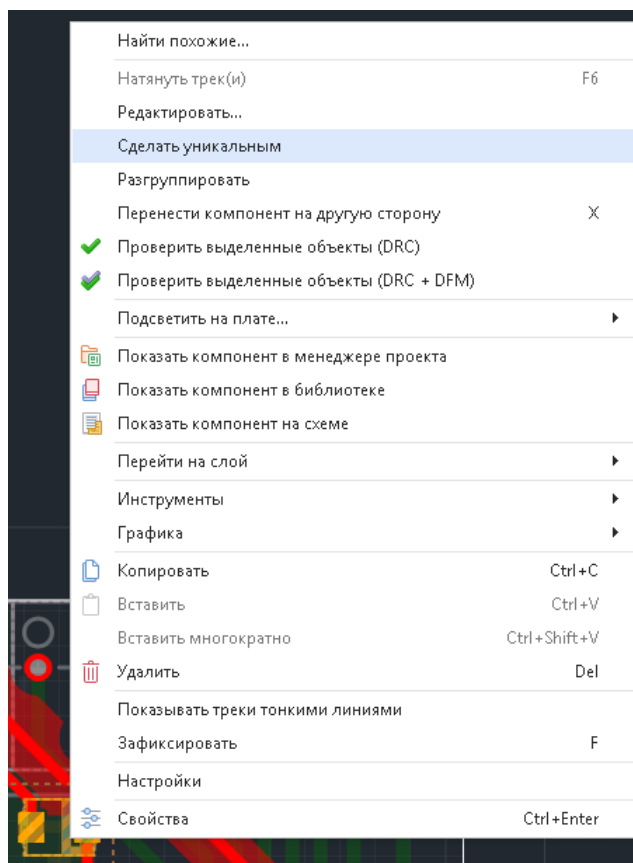 Найти похожие...
Натянуть трек(и) F6
Редактировать...
Сделать уникальным
Разгруппировать
Перенести компонент на другую сторону X
Проверить выделенные объекты (DRC)
Проверить выделенные объекты (DRC + DFM)
Подсветить на плате...
Показать компонент в менеджере проекта
Показать компонент в библиотеке
Показать компонент на схеме
Перейти на слой
Инструменты
Графика
Копировать Ctrl+C
Вставить Ctrl+V
Вставить многократно Ctrl+Shift+V
Удалить Del
Показывать треки тонкими линиями
Зафиксировать F
Настройки
Свойства Ctrl+Enter